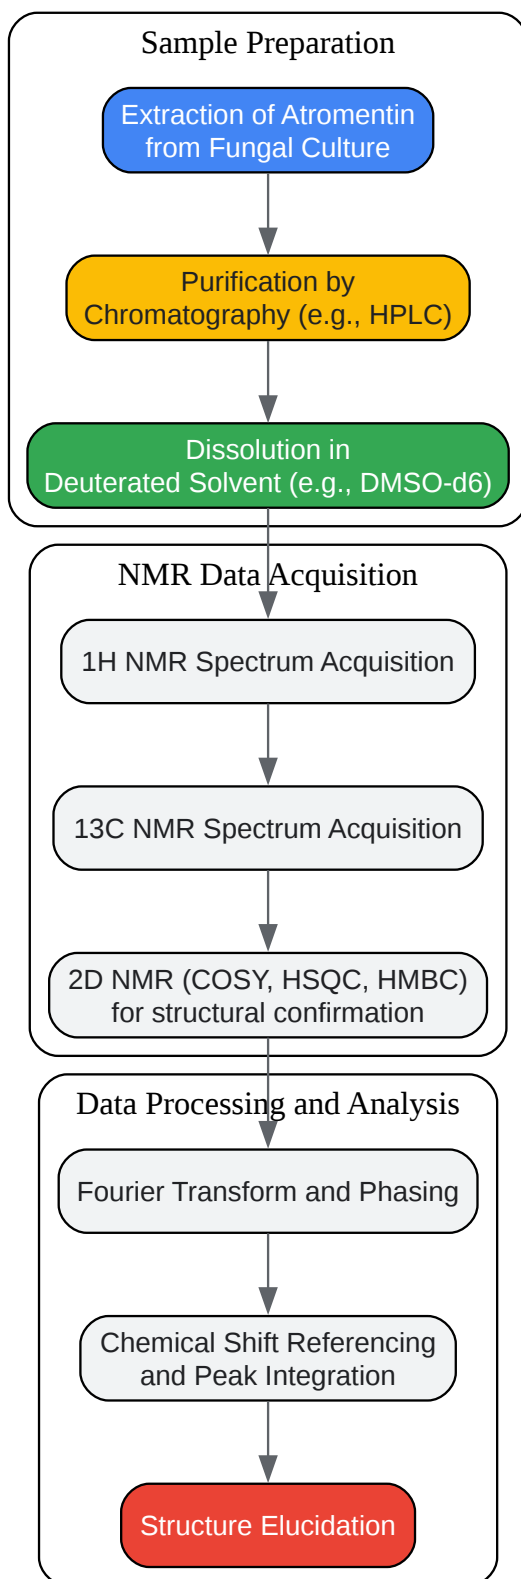 Sample Preparation
Extraction of Atromentin
from Fungal Culture
Purification by
Chromatography (e.g., HPLC)
Dissolution in
Deuterated Solvent (e.g., DMSO-d6)
NMR Data Acquisition
1H NMR Spectrum Acquisition
13C NMR Spectrum Acquisition
2D NMR (COSY, HSQC, HMBC)
for structural confirmation
Data Processing and Analysis
Fourier Transform and Phasing
Chemical Shift Referencing
and Peak Integration
Structure Elucidation